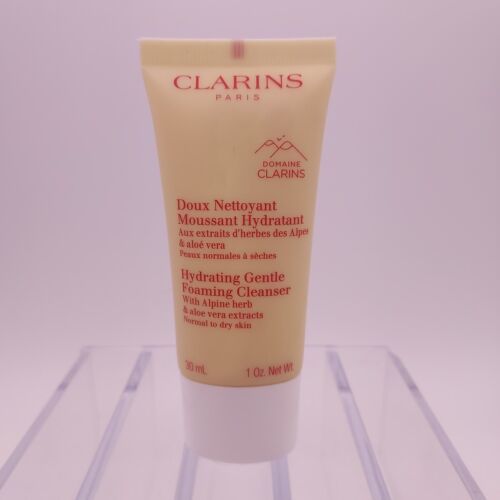 CLARINS
PARIS
DOMAINE
CLARINS
Doux Nettoyant
Moussant Hydratant
Aux extraits d'herbes des Alpes
& aloé vera
Peaux normales à sèches
Hydrating Gentle
Foaming Cleanser
With Alpine herb
& aloe vera extracts
Normal to dry skin
30 mL 1 Oz. Net Wt.